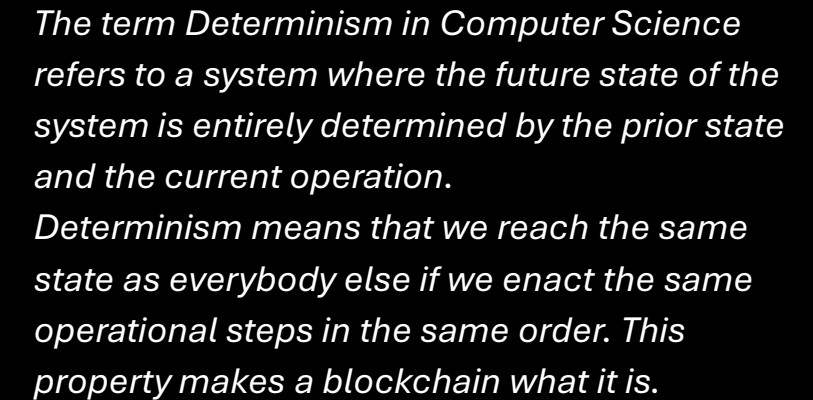 The term Determinism in Computer Science
refers to a system where the future state of the
system is entirely determined by the prior state
and the current operation.
Determinism means that we reach the same
state as everybody else if we enact the same
operational steps in the same order. This
property makes a blockchain what it is.